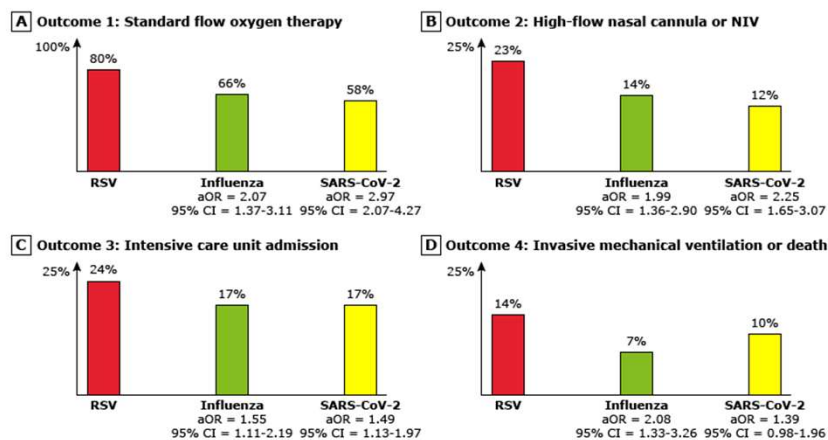 A Outcome 1: Standard flow oxygen therapy
100%
80%
66%
58%
RSV
Influenza
SARS-CoV-2
aOR = 2.07
aOR = 2.97
95% CI = 1.37-3.11
95% CI = 2.07-4.27
B Outcome 2: High-flow nasal cannula or NIV
25%
23%
14%
12%
RSV
Influenza
SARS-CoV-2
aOR = 1.99
aOR = 2.25
95% CI = 1.36-2.90
95% CI = 1.65-3.07
C Outcome 3: Intensive care unit admission
25%
24%
17%
17%
RSV
Influenza
SARS-CoV-2
aOR = 1.55
aOR = 1.49
95% CI = 1.11-2.19
95% CI = 1.13-1.97
D Outcome 4: Invasive mechanical ventilation or death
25%
14%
7%
10%
RSV
Influenza
SARS-CoV-2
aOR = 2.08
aOR = 1.39
95% CI = 1.33-3.26
95% CI = 0.98-1.96